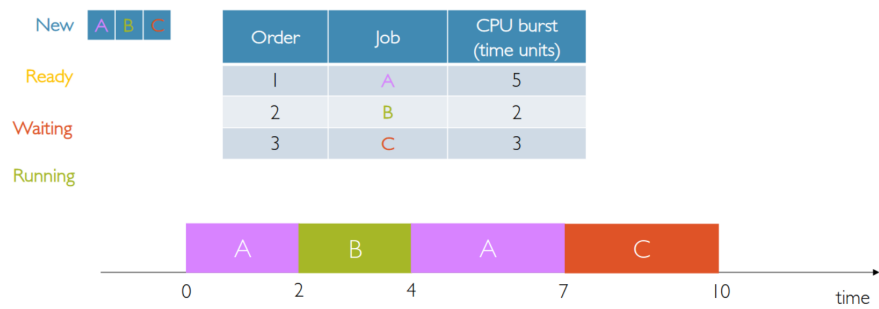 New A B C
Order Job CPU burst
(time units)
Ready
1 A 5
2 B 2
Waiting
3 C 3
Running
A B A C
0 2 4 7 10 time